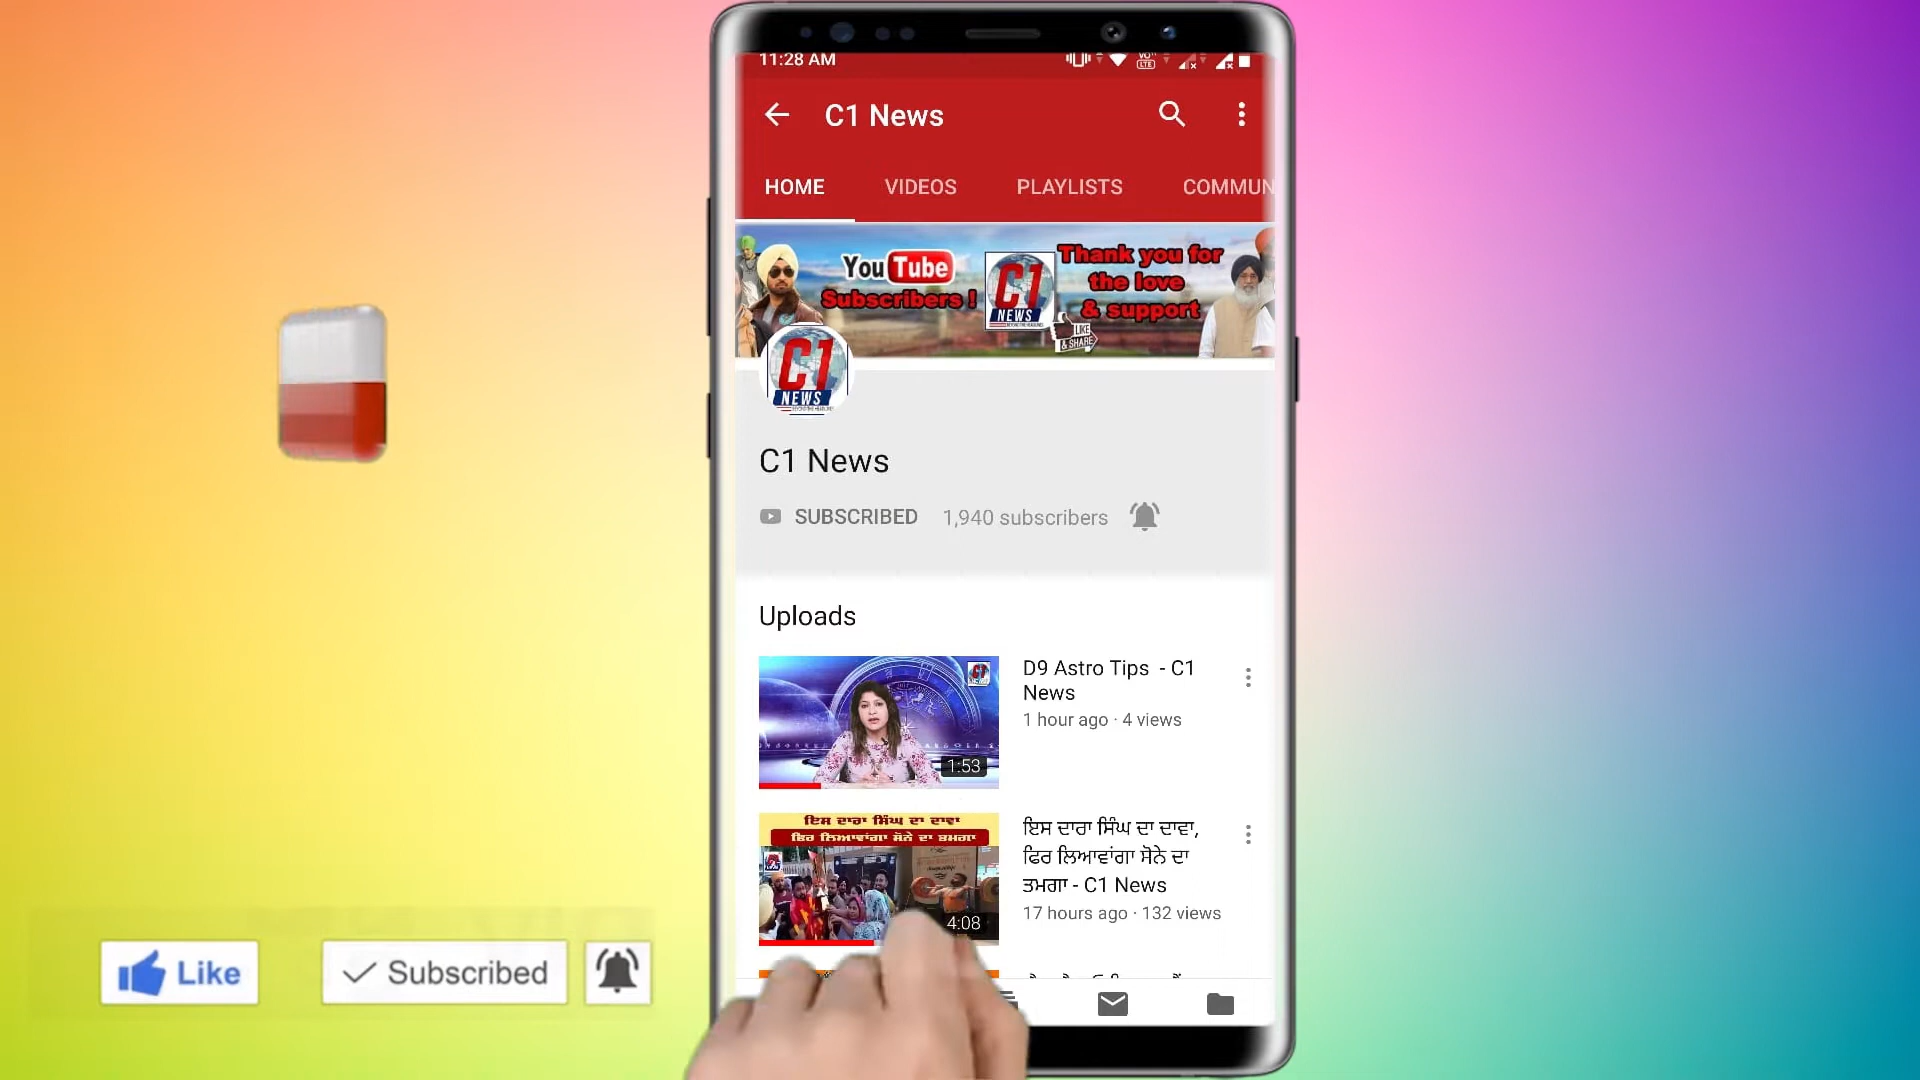 11:28 AM
C1 News
HOME VIDEOS PLAYLISTS COMMUN
You Tube
Subscribers !
C1
NEWS
Thank you for
the love
& support
LIKE
& SHARE
C1
NEWS
C1 News
SUBSCRIBED 1,940 subscribers
Uploads
1:53
D9 Astro Tips - C1
News
1 hour ago · 4 views
ਇਸ ਦਾਰਾ ਸਿੰਘ ਦਾ ਦਾਵਾ
ਫਿਰ ਲਿਆਵਾਂਗਾ ਸੋਨੇ ਦਾ ਤਮਗਾ
4:08
ਇਸ ਦਾਰਾ ਸਿੰਘ ਦਾ ਦਾਵਾ,
ਫਿਰ ਲਿਆਵਾਂਗਾ ਸੋਨੇ ਦਾ
ਤਮਗਾ - C1 News
17 hours ago · 132 views
Like
Subscribed